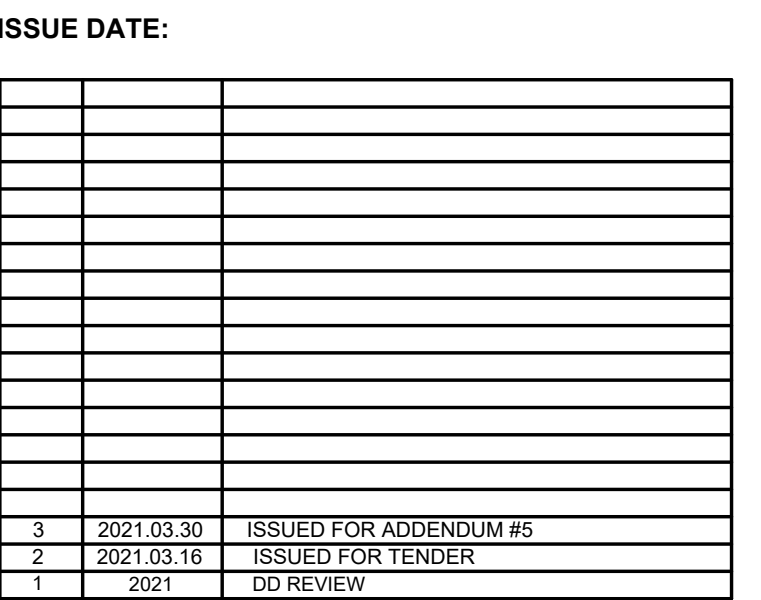 ISSUE DATE:
3 2021.03.30 ISSUED FOR ADDENDUM #5
2 2021.03.16 ISSUED FOR TENDER
1 2021 DD REVIEW